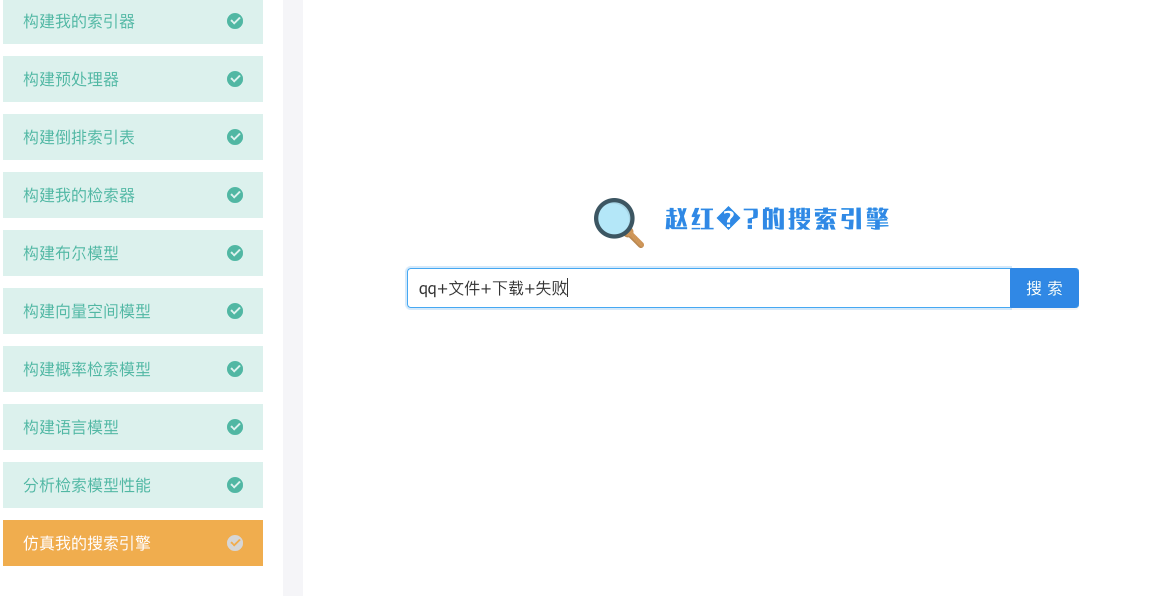 构建我的索引器
构建预处理器
构建倒排索引表
构建我的检索器
构建布尔模型
构建向量空间模型
构建概率检索模型
构建语言模型
分析检索模型性能
仿真我的搜索引擎
赵红�?的搜索引擎
qq+文件+下载+失败
搜 索